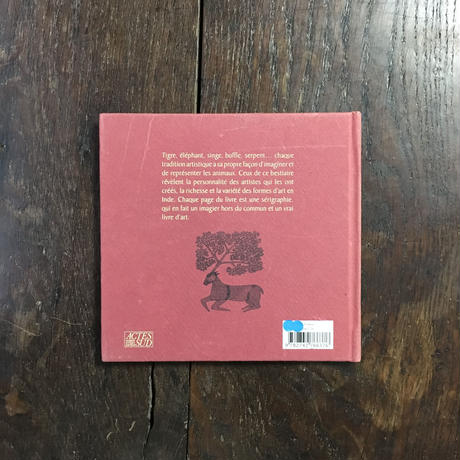 Tigre, éléphant, singe, buffle, serpent... chaque
tradition artistique a sa propre façon d'imaginer et
de représenter les animaux. Ceux de ce bestiaire
révèlent la personnalité des artistes qui les ont
créés, la richesse et la variété des formes d'art en
Inde. Chaque page du livre est une sérigraphie,
qui en fait un imagier hors du commun et un vrai
livre d'art.
ACTES
SUD